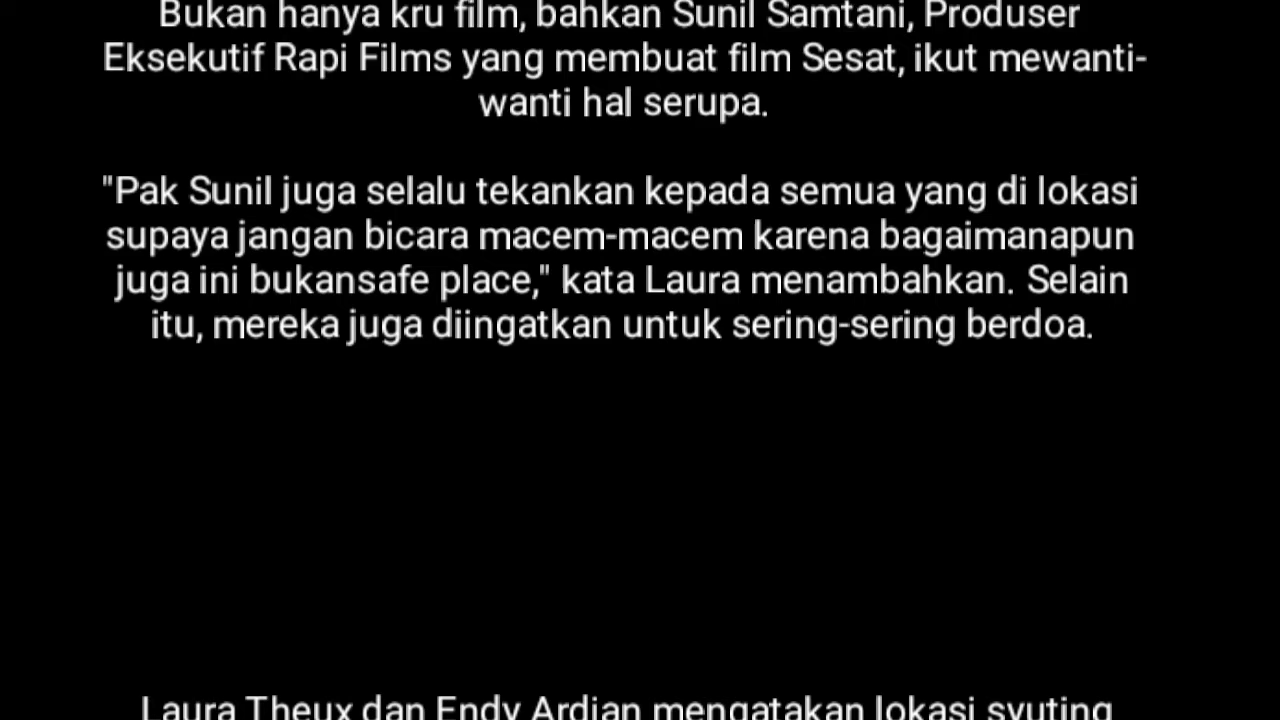 Bukan hanya kru film, bahkan Sunil Samtani, Produser
Eksekutif Rapi Films yang membuat film Sesat, ikut mewanti-
wanti hal serupa.
"Pak Sunil juga selalu tekankan kepada semua yang di lokasi
supaya jangan bicara macem-macem karena bagaimanapun
juga ini bukansafe place," kata Laura menambahkan. Selain
itu, mereka juga diingatkan untuk sering-sering berdoa.
Laura Theux dan Endy Ardian mengatakan lokasi syuting